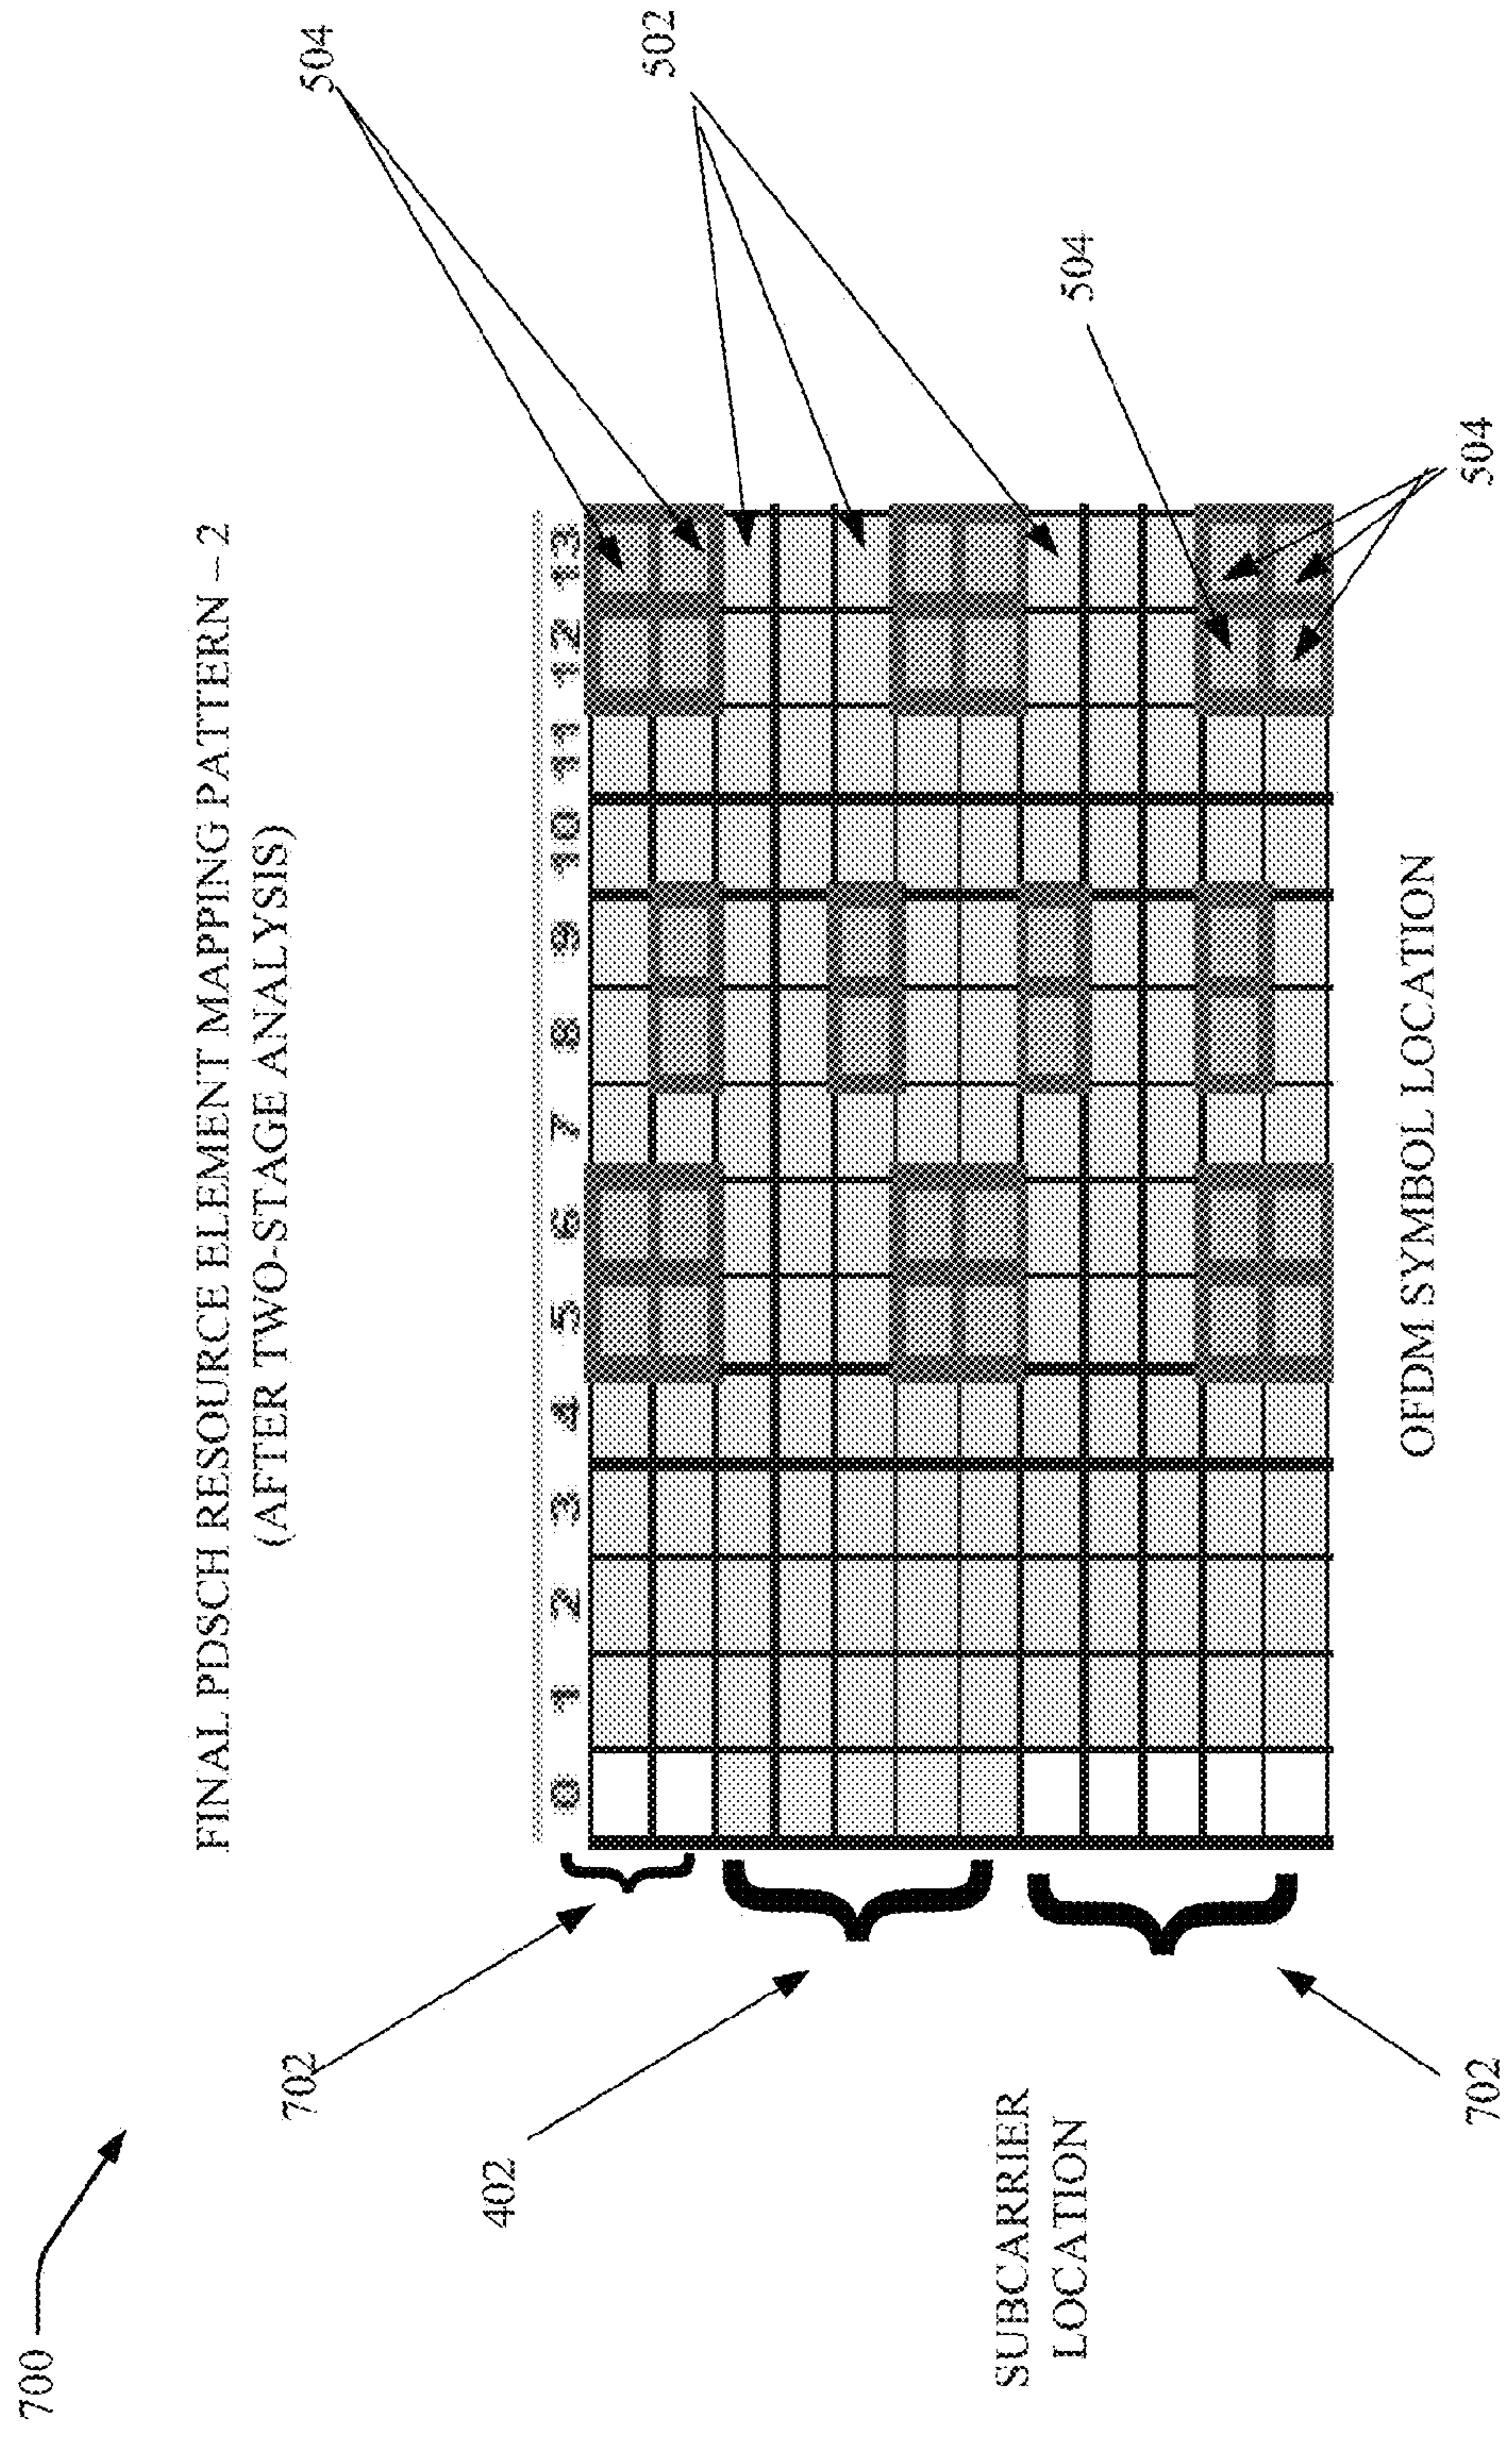 700
FINAL PDSCH RESOURCE ELEMENT MAPPING PATTERN – 2
(AFTER TWO-STAGE ANALYSIS)
504
502
0 1 2 3 4 5 6 7 8 9 10 11 12 13
702
402
504
SUBCARRIER
LOCATION
702
504
OFDM SYMBOL LOCATION